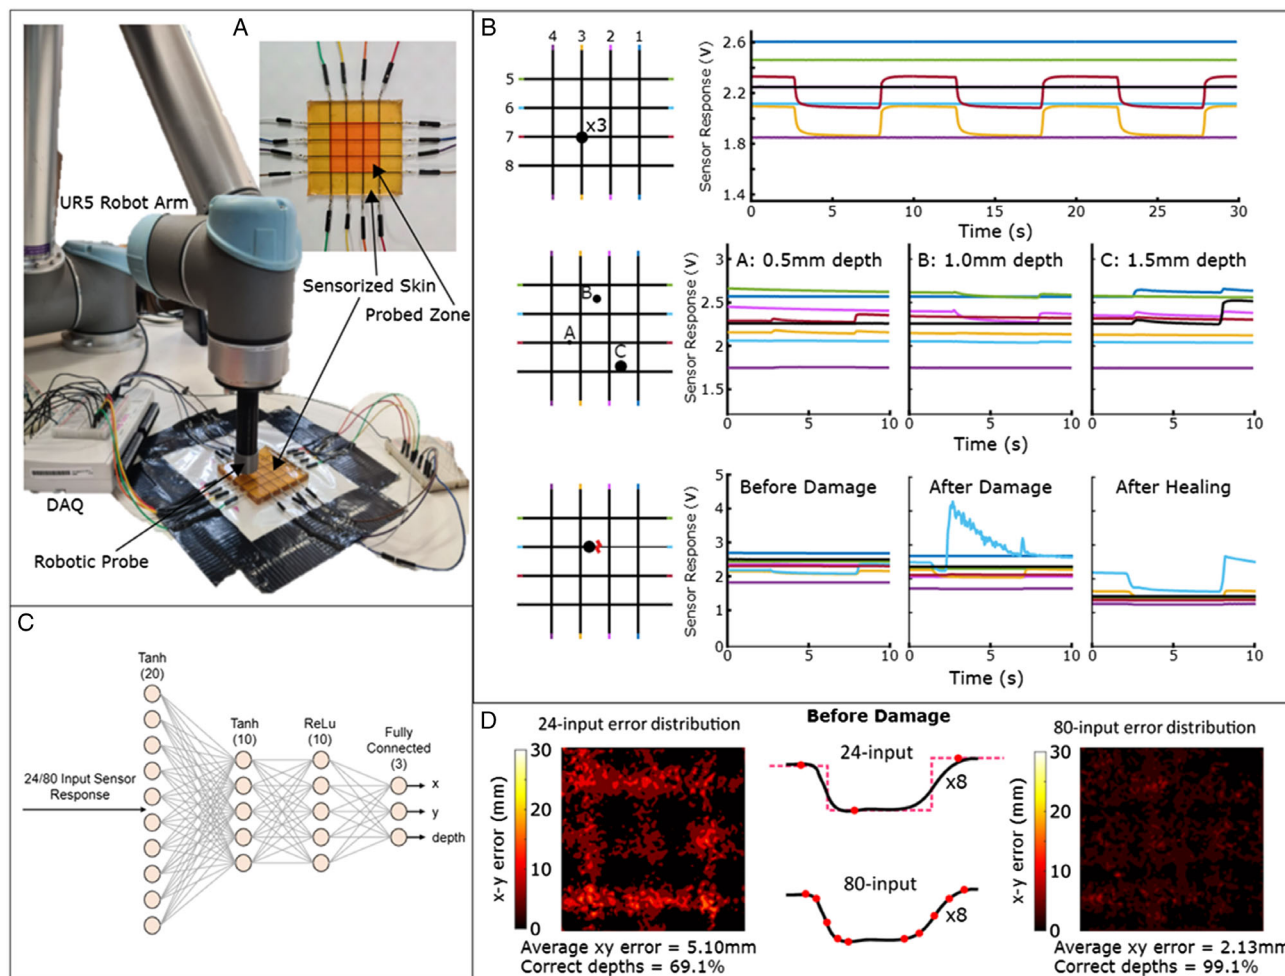 A
UR5 Robot Arm
Sensorized Skin
Probed Zone
DAQ
Robotic Probe
B
4 3 2 1
5
6
7
8
x3
Sensor Response (V)
2.6
2.2
1.8
1.4
0 5 10 15 20 25 30
Time (s)
A
B
C
Sensor Response (V)
3
2.5
2
1.5
A: 0.5mm depth
B: 1.0mm depth
C: 1.5mm depth
0 5 10
0 5 10
0 5 10
Time (s)
Sensor Response (V)
5
4
3
2
1
0
Before Damage
After Damage
After Healing
0 5 10
0 5 10
0 5 10
Time (s)
C
Tanh
(20)
Tanh
(10)
ReLu
(10)
Fully
Connected
(3)
24/80 Input Sensor
Response
x
y
depth
D
24-input error distribution
x-y error (mm)
30
20
10
0
Average xy error = 5.10mm
Correct depths = 69.1%
Before Damage
24-input
x8
80-input
x8
80-input error distribution
x-y error (mm)
30
20
10
0
Average xy error = 2.13mm
Correct depths = 99.1%